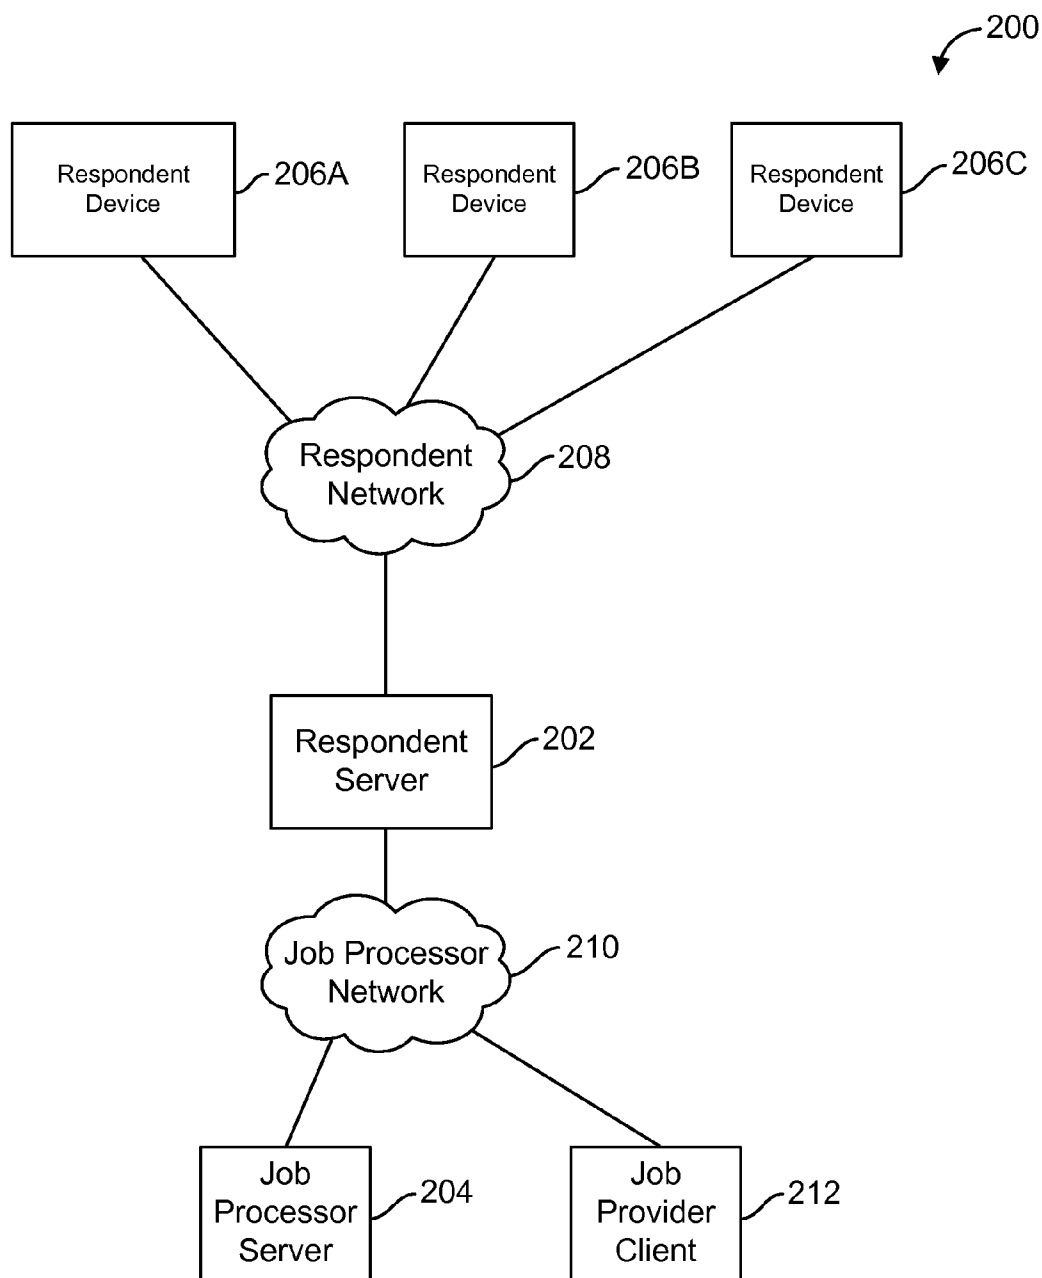 200
Respondent
Device
206A
Respondent
Device
206B
Respondent
Device
206C
Respondent
Network
208
Respondent
Server
202
Job Processor
Network
210
Job
Processor
Server
204
Job
Provider
Client
212